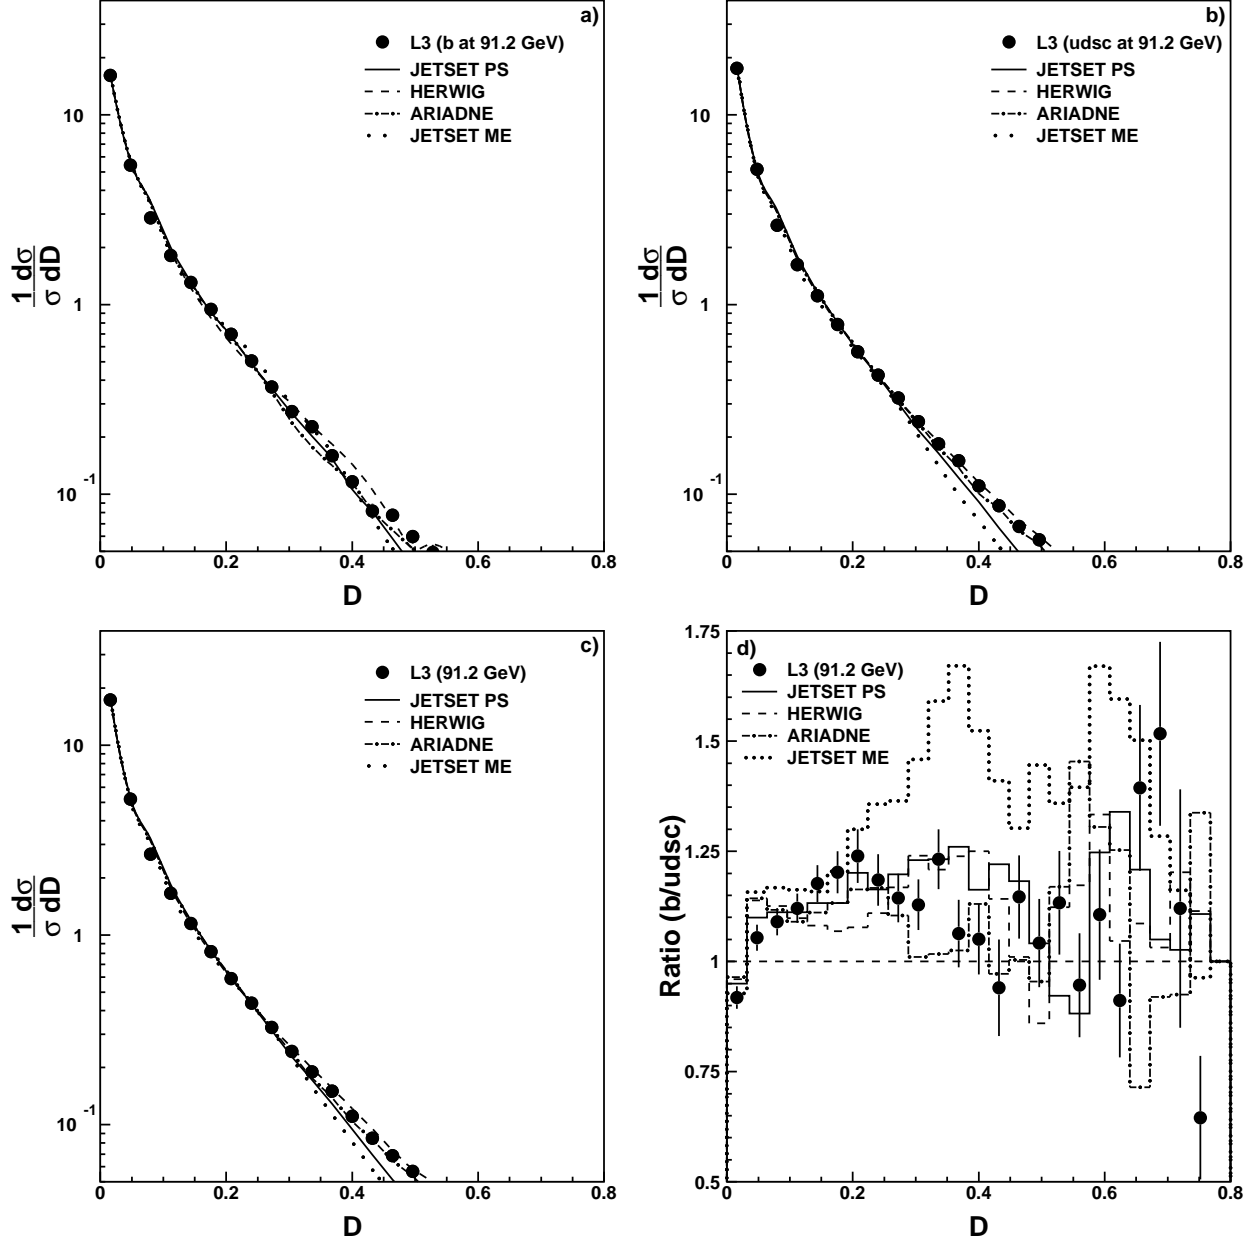 a)
L3 (b at 91.2 GeV)
JETSET PS
HERWIG
ARIADNE
JETSET ME
10
1
10 -1
1 dσ
σ dD
0 0.2 0.4 0.6 0.8
D
b)
L3 (udsc at 91.2 GeV)
JETSET PS
HERWIG
ARIADNE
JETSET ME
10
1
10 -1
1 dσ
σ dD
0 0.2 0.4 0.6 0.8
D
c)
L3 (91.2 GeV)
JETSET PS
HERWIG
ARIADNE
JETSET ME
10
1
10 -1
1 dσ
σ dD
0 0.2 0.4 0.6 0.8
D
d)
L3 (91.2 GeV)
JETSET PS
HERWIG
ARIADNE
JETSET ME
1.75
1.5
1.25
1
0.75
0.5
Ratio (b/udsc)
0 0.2 0.4 0.6 0.8
D